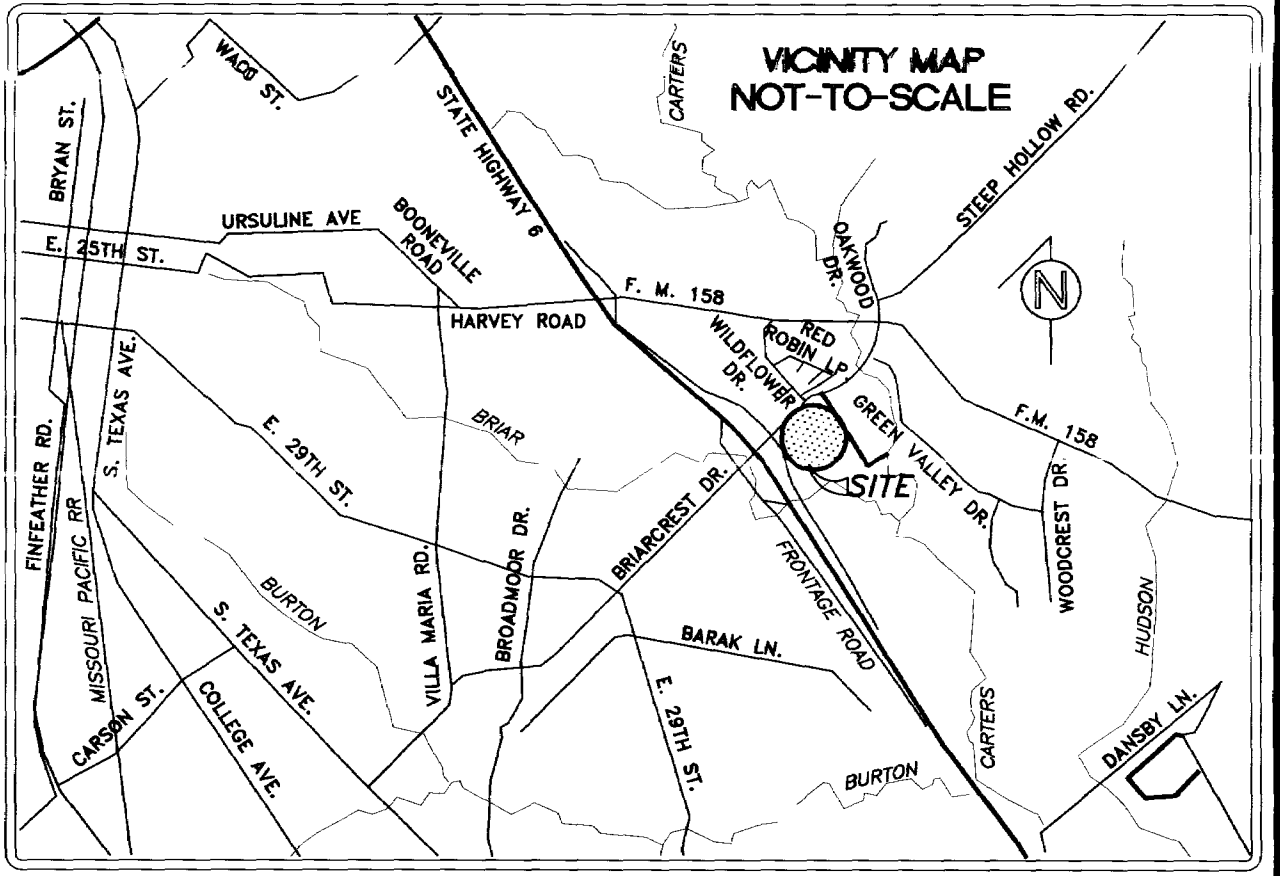 VICINITY MAP
NOT-TO-SCALE
WACO ST.
CARTERS
STATE HIGHWAY 6
STEEP HOLLOW RD.
BRYAN ST.
URSULINE AVE
BOONEVILLE
ROAD
E. 25TH ST.
OAKWOOD
DR.
N
F. M. 158
HARVEY ROAD
RED
ROBIN LP.
WILDFLOWER
DR.
S. TEXAS AVE.
GREEN VALLEY DR.
F.M. 158
BRIAR
E. 29TH ST.
FINFEATHER RD.
MISSOURI PACIFIC RR
SITE
BRIARCREST DR.
WOODCREST DR.
BROADMOOR DR.
VILLA MARIA RD.
FRONTAGE ROAD
BURTON
HUDSON
S. TEXAS AVE.
BARAK LN.
CARSON ST.
COLLEGE AVE.
E. 29TH ST.
CARTERS
DANSBY LN.
BURTON